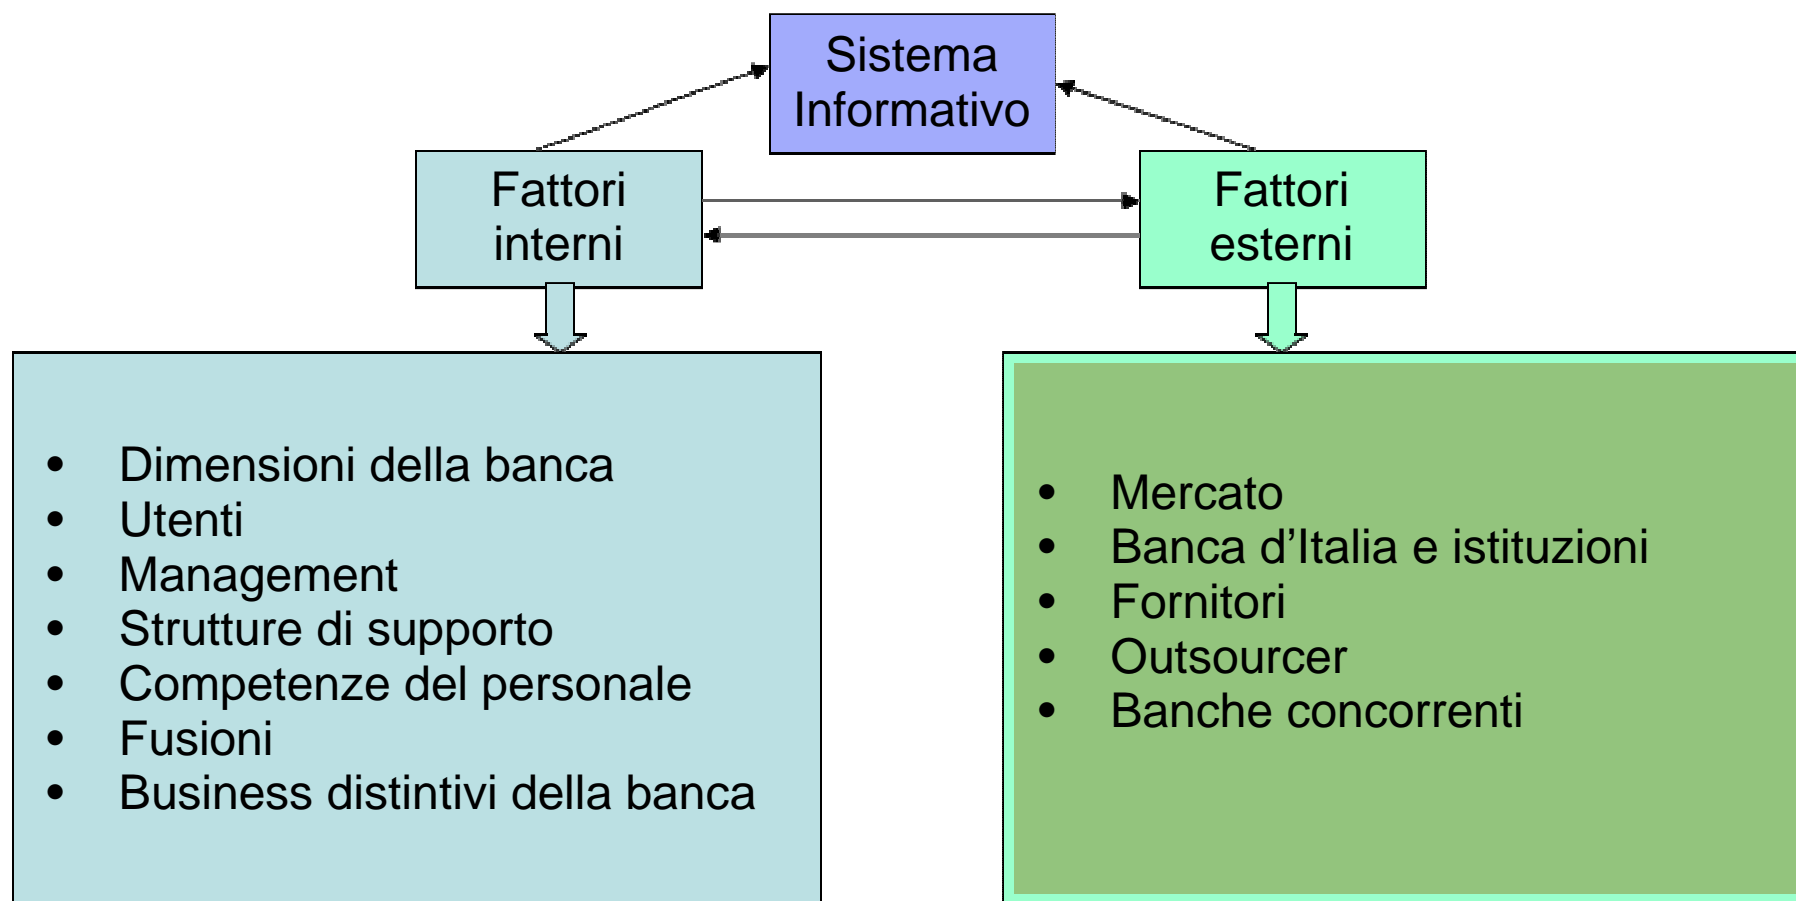 Sistema
Informativo
Fattori
interni
Fattori
esterni
• Dimensioni della banca
• Utenti
• Management
• Strutture di supporto
• Competenze del personale
• Fusioni
• Business distintivi della banca
• Mercato
• Banca d’Italia e istituzioni
• Fornitori
• Outsourcer
• Banche concorrenti